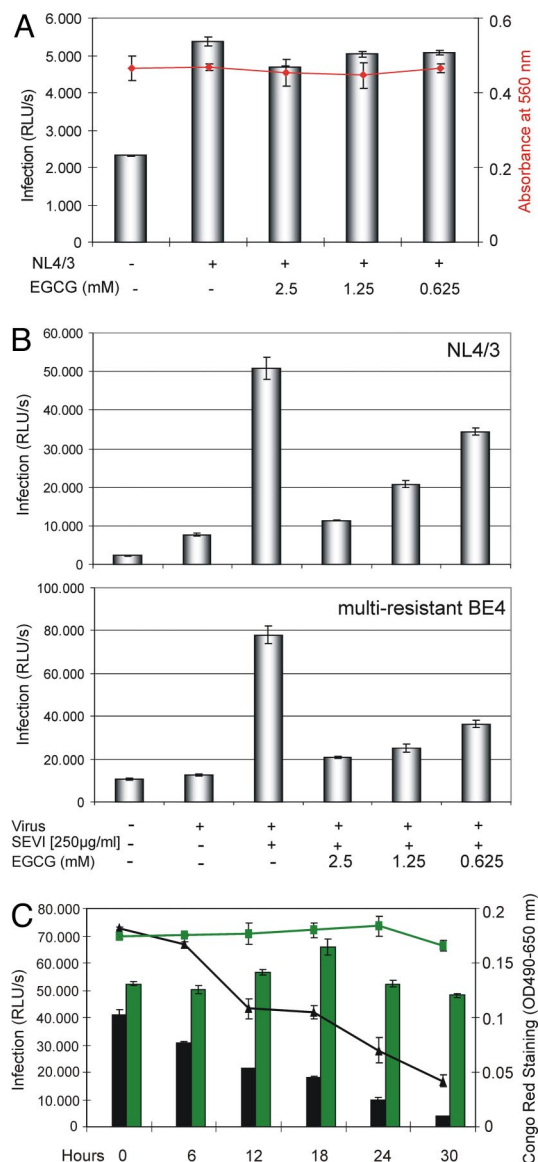 A
6.000
5.000
4.000
3.000
2.000
1.000
0
Infection (RLU/s)
0.6
0.4
0.2
0
Absorbance at 560 nm
NL4/3 - + + + +
EGCG (mM) - - 2.5 1.25 0.625
B
NL4/3
60.000
50.000
40.000
30.000
20.000
10.000
0
Infection (RLU/s)
multi-resistant BE4
100.000
80.000
60.000
40.000
20.000
0
Infection (RLU/s)
Virus - + + + + +
SEVI [250µg/ml] - - + + + +
EGCG (mM) - - - 2.5 1.25 0.625
C
80.000
70.000
60.000
50.000
40.000
30.000
20.000
10.000
0
Infection (RLU/s)
0.2
0.15
0.1
0.05
0
Congo Red Staining (OD490-650 nm)
Hours 0 6 12 18 24 30